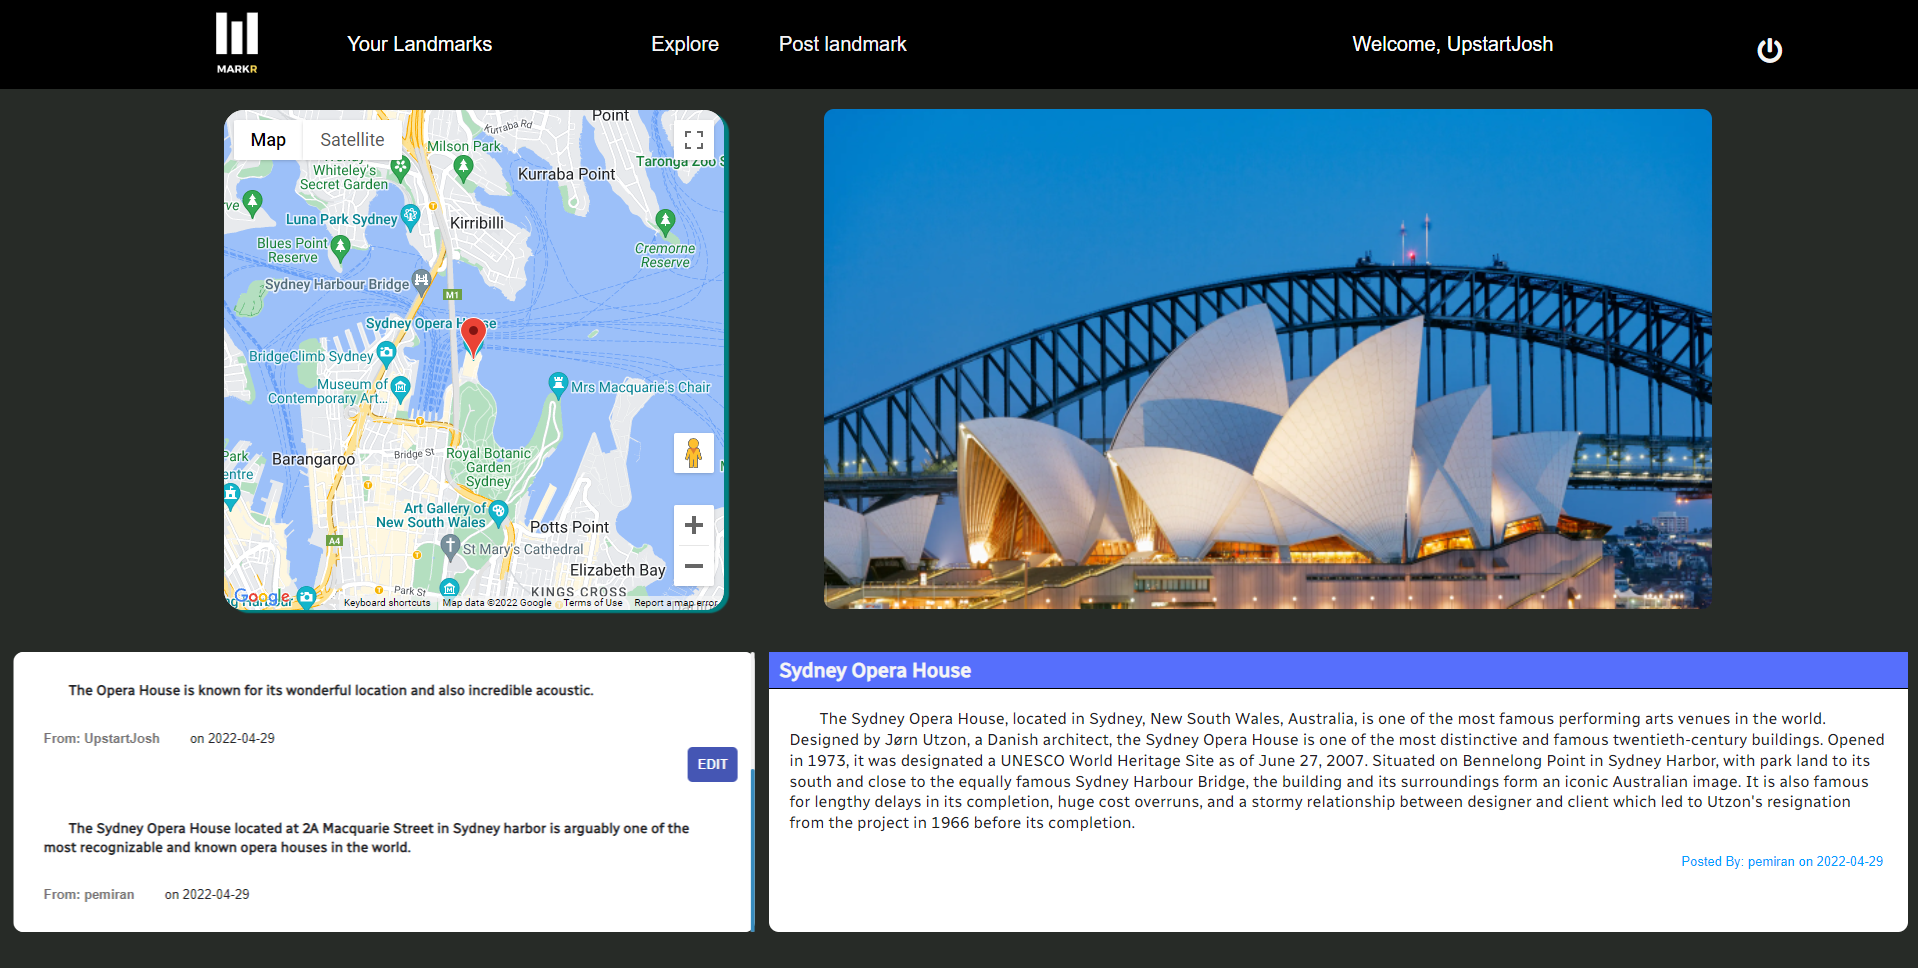 MARKR
Your Landmarks
Explore
Post landmark
Welcome, UpstartJosh
Map
Satellite
Point
Kurraba Rd
Milson Park
Taronga Zoo S
Whiteley's
Secret Garden
Kurraba Point
rve
Luna Park Sydney
Kirribilli
Blues Point
Reserve
Cremorne
Reserve
Sydney Harbour Bridge
M1
Sydney Opera H se
BridgeClimb Sydney
Museum of
Contemporary Art...
Mrs Macquarie's Chair
Park
entre
Barangaroo
Bridge St
Royal Botanic
Garden
Sydney
Art Gallery of
New South Wales
Potts Point
A4
St Mary's Cathedral
Elizabeth Bay
Park St
KINGS CROSS
Google
Keyboard shortcuts
Map data ©2022 Google
Terms of Use
Report a map error
The Opera House is known for its wonderful location and also incredible acoustic.
From: UpstartJosh on 2022-04-29
EDIT
The Sydney Opera House located at 2A Macquarie Street in Sydney harbor is arguably one of the
most recognizable and known opera houses in the world.
From: pemiran on 2022-04-29
Sydney Opera House
The Sydney Opera House, located in Sydney, New South Wales, Australia, is one of the most famous performing arts venues in the world.
Designed by Jørn Utzon, a Danish architect, the Sydney Opera House is one of the most distinctive and famous twentieth-century buildings. Opened
in 1973, it was designated a UNESCO World Heritage Site as of June 27, 2007. Situated on Bennelong Point in Sydney Harbor, with park land to its
south and close to the equally famous Sydney Harbour Bridge, the building and its surroundings form an iconic Australian image. It is also famous
for lengthy delays in its completion, huge cost overruns, and a stormy relationship between designer and client which led to Utzon's resignation
from the project in 1966 before its completion.
Posted By: pemiran on 2022-04-29